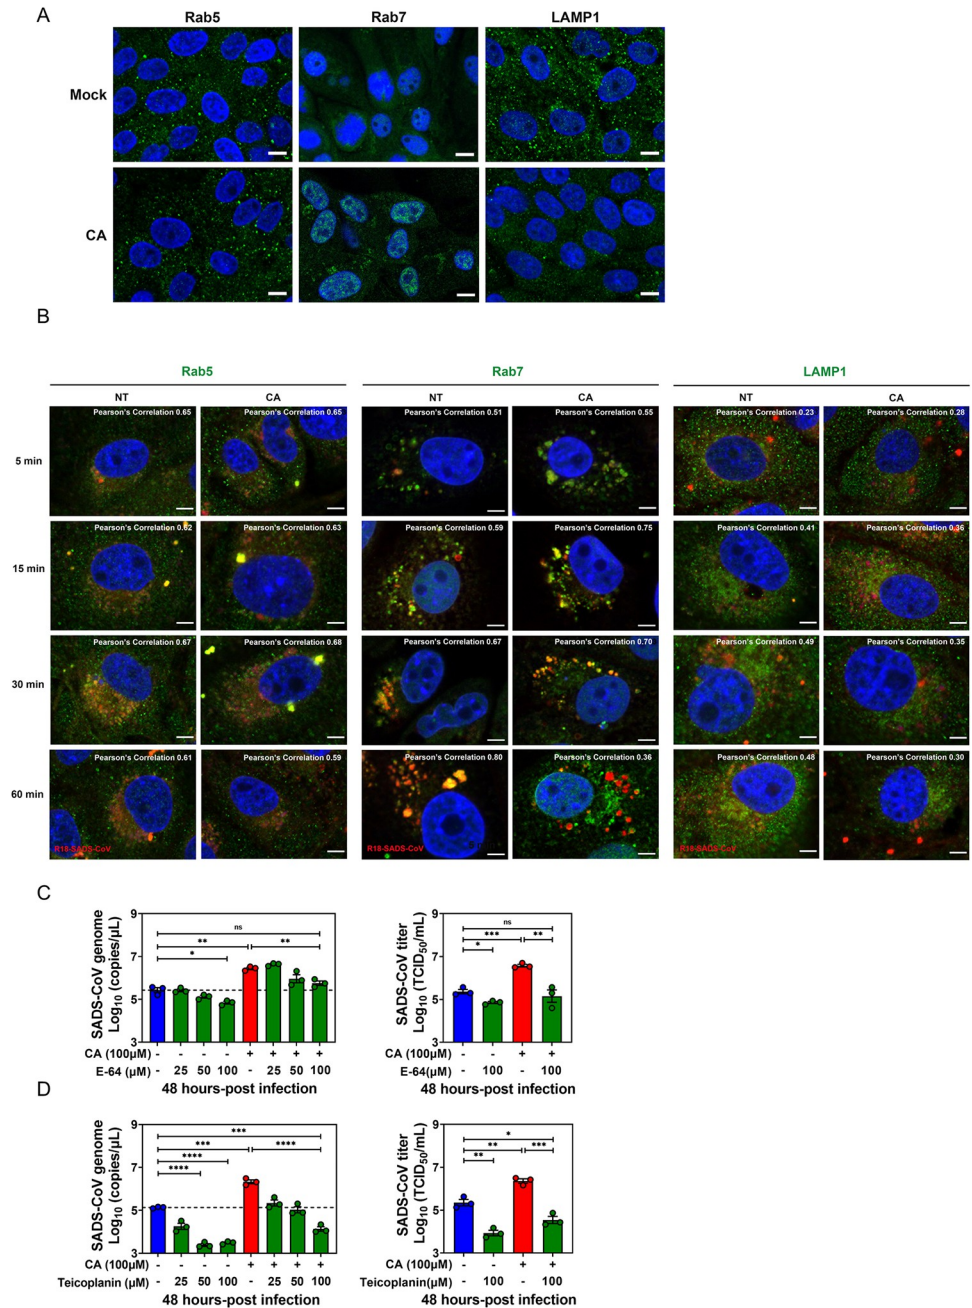 A
Rab5 Rab7 LAMP1
Mock
CA
B
Rab5 Rab7 LAMP1
NT CA NT CA NT CA
5 min
Pearson's Correlation 0.65 Pearson's Correlation 0.65 Pearson's Correlation 0.51 Pearson's Correlation 0.55 Pearson's Correlation 0.23 Pearson's Correlation 0.28
15 min
Pearson's Correlation 0.62 Pearson's Correlation 0.63 Pearson's Correlation 0.59 Pearson's Correlation 0.75 Pearson's Correlation 0.41 Pearson's Correlation 0.36
30 min
Pearson's Correlation 0.67 Pearson's Correlation 0.68 Pearson's Correlation 0.67 Pearson's Correlation 0.70 Pearson's Correlation 0.49 Pearson's Correlation 0.35
60 min
Pearson's Correlation 0.61 Pearson's Correlation 0.59 Pearson's Correlation 0.80 Pearson's Correlation 0.36 Pearson's Correlation 0.48 Pearson's Correlation 0.30
R18-SADS-CoV R18-SADS-CoV R18-SADS-CoV
C
SADS-CoV genome
Log10 (copies/μL)
9
7
5
3
ns
** **
*
CA (100μM) - - - - + + + +
E-64 (μM) - 25 50 100 - 25 50 100
48 hours-post infection
SADS-CoV titer
Log10 (TCID50/mL)
9
7
5
3
ns
*** **
*
CA (100μM) - - + +
E-64(μM) - 100 - 100
48 hours-post infection
D
SADS-CoV genome
Log10 (copies/μL)
9
7
5
3
***
*** ****
****
****
CA (100μM) - - - - + + + +
Teicoplanin (μM) - 25 50 100 - 25 50 100
48 hours-post infection
SADS-CoV titer
Log10 (TCID50/mL)
9
7
5
3
*
** ***
**
CA (100μM) - - + +
Teicoplanin(μM) - 100 - 100
48 hours-post infection